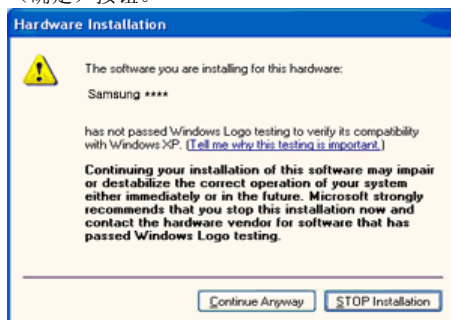 （确定）按钮。
Hardware Installation
The software you are installing for this hardware:
Samsung ****
has not passed Windows Logo testing to verify its compatibility
with Windows XP. (Tell me why this testing is important.)
Continuing your installation of this software may impair
or destabilize the correct operation of your system
either immediately or in the future. Microsoft strongly
recommends that you stop this installation now and
contact the hardware vendor for software that has
passed Windows Logo testing.
Continue Anyway
STOP Installation